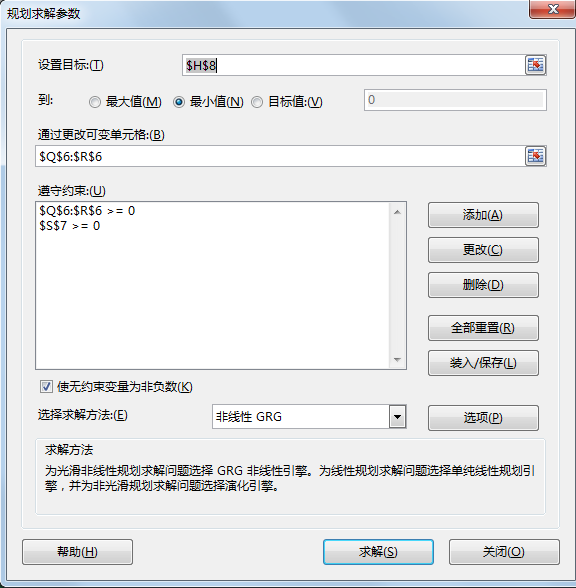 规划求解参数
设置目标:(T) $H$8
到: 最大值(M) 最小值(N) 目标值:(V) 0
通过更改可变单元格:(B)
$Q$6:$R$6
遵守约束:(U)
$Q$6:$R$6 >= 0
$S$7 >= 0
添加(A)
更改(C)
删除(D)
全部重置(R)
装入/保存(L)
使无约束变量为非负数(K)
选择求解方法:(E) 非线性 GRG 选项(P)
求解方法
为光滑非线性规划求解问题选择 GRG 非线性引擎。为线性规划求解问题选择单纯线性规划引
擎，并为非光滑规划求解问题选择演化引擎。
帮助(H) 求解(S) 关闭(O)